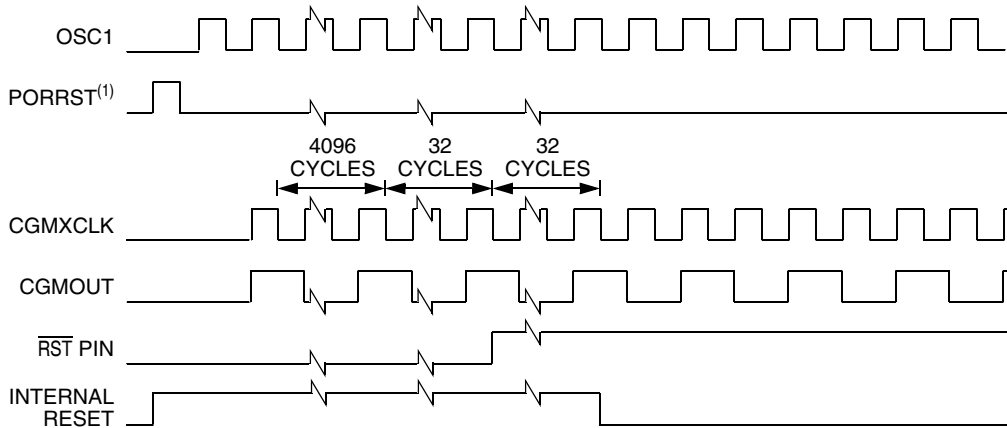 OSC1
PORRST(1)
4096 CYCLES
32 CYCLES
32 CYCLES
CGMXCLK
CGMOUT
RST PIN
INTERNAL RESET